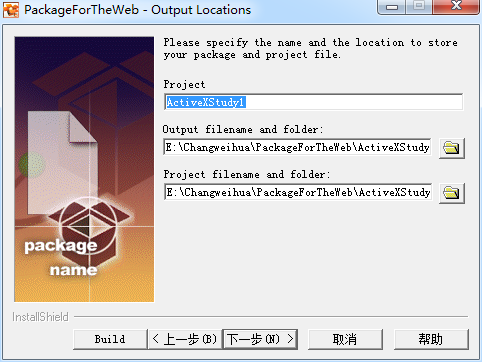 PackageForTheWeb - Output Locations
Please specify the name and the location to store
your package and project file.
Project
ActiveXStudy1
Output filename and folder:
E:\Changweihua\PackageForTheWeb\ActiveXStudy
Project filename and folder:
E:\Changweihua\PackageForTheWeb\ActiveXStudy
package
name
InstallShield
Build < 上一步(B) 下一步(N) > 取消 帮助